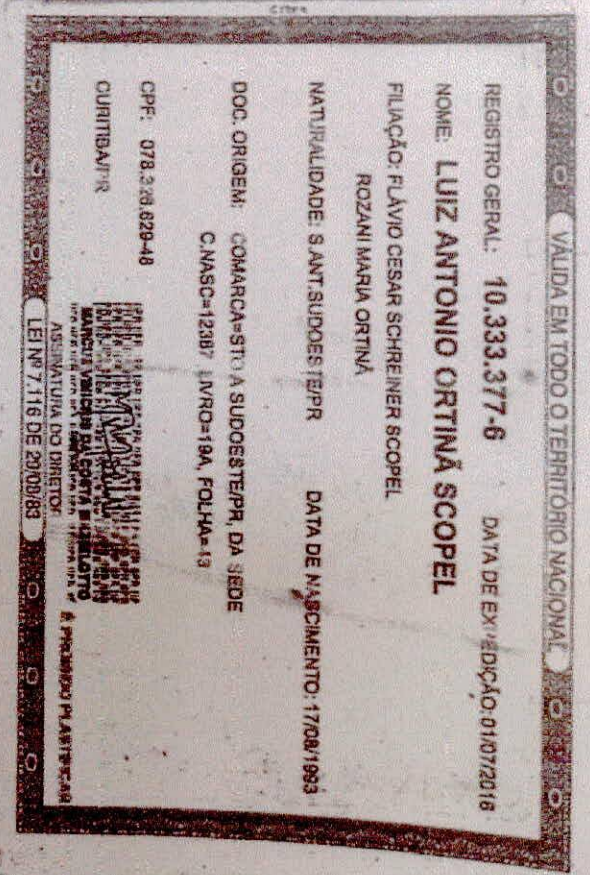 VÁLIDA EM TODO O TERRITÓRIO NACIONAL
REGISTRO GERAL: 10.333.377-6 DATA DE EXPEDIÇÃO: 01/07/2016
NOME: LUIZ ANTONIO ORTINÃ SCOPEL
FILIAÇÃO: FLÁVIO CESAR SCHREINER SCOPEL
ROZANI MARIA ORTINÃ
NATURALIDADE: S.ANT.SUDOESTE/PR DATA DE NASCIMENTO: 17/08/1993
DOC. ORIGEM: COMARCA=STO A SUDOESTE/PR, DA SEDE
C.NASC=12387 LIVRO=19A, FOLHA=13
CPF: 078.326.629-48
CURITIBA/PR
ASSINATURA DO DIRETOR
É PROIBIDO PLASTIFICAR
LEI Nº 7.116 DE 29/08/83